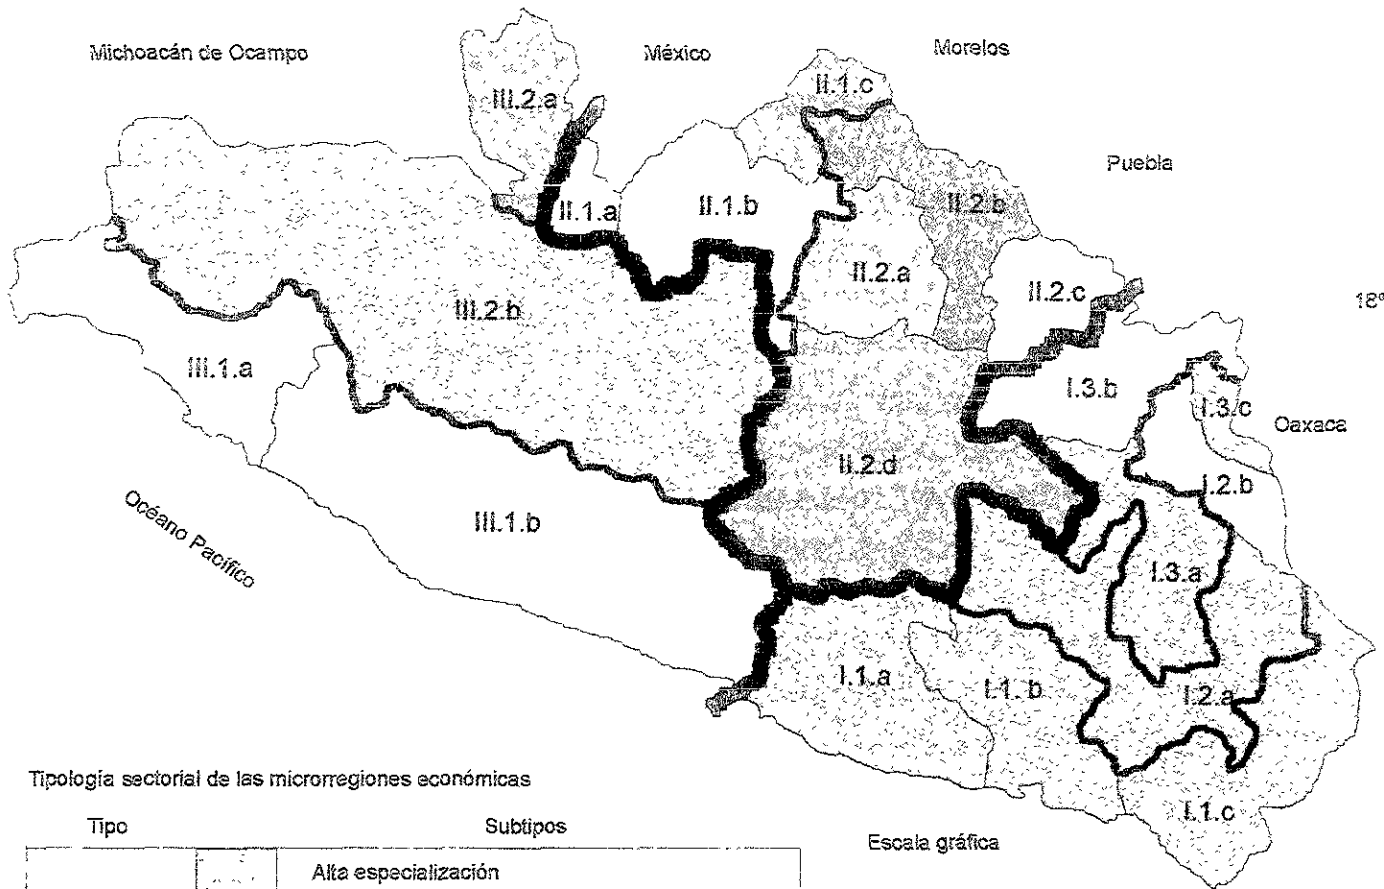 Michoacán de Ocampo
México
Morelos
III.2.a
II.1.c
Puebla
II.1.a
II.1.b
II.2.b
II.2.a
II.2.c
18°
III.2.b
III.1.a
I.3.b
I.3.c
Oaxaca
II.2.d
I.2.b
III.1.b
Océano Pacífico
I.3.a
I.1.a
I.1. b
I.2.a
Tipología sectorial de las microrregiones económicas
I.1.c
Tipo
Subtipos
Escala gráfica
Alta especialización